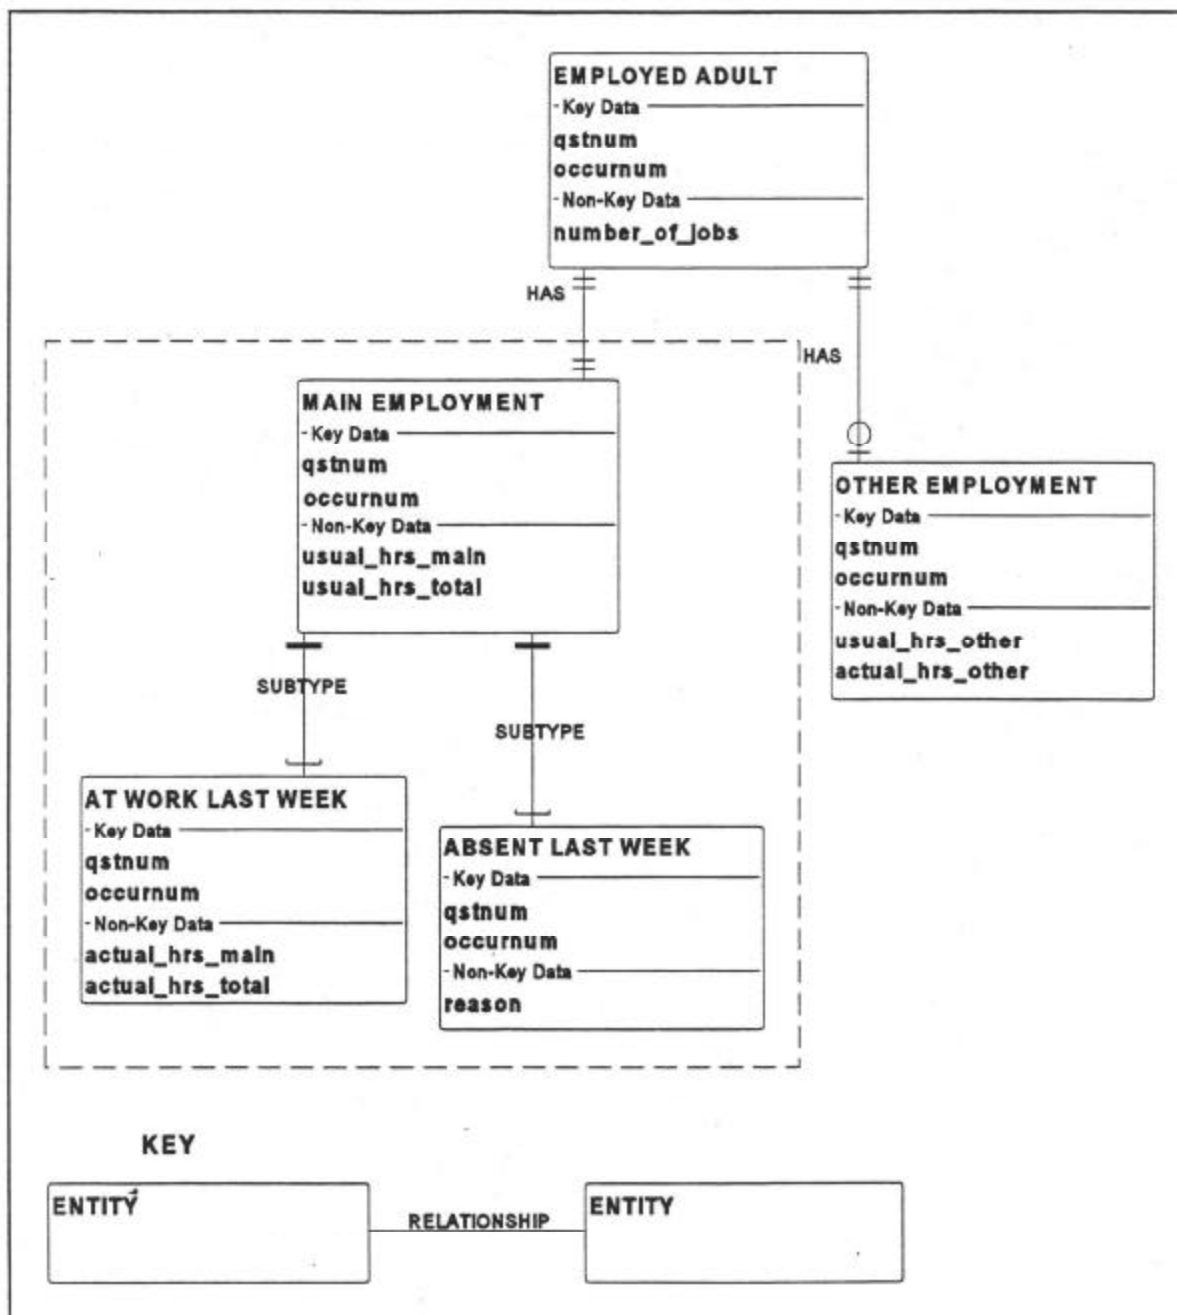 EMPLOYED ADULT
- Key Data
qstnum
occurnum
- Non-Key Data
number_of_jobs
HAS
HAS
MAIN EMPLOYMENT
- Key Data
qstnum
occurnum
- Non-Key Data
usual_hrs_main
usual_hrs_total
OTHER EMPLOYMENT
- Key Data
qstnum
occurnum
- Non-Key Data
usual_hrs_other
actual_hrs_other
SUBTYPE
SUBTYPE
AT WORK LAST WEEK
- Key Data
qstnum
occurnum
- Non-Key Data
actual_hrs_main
actual_hrs_total
ABSENT LAST WEEK
- Key Data
qstnum
occurnum
- Non-Key Data
reason
KEY
ENTITY
RELATIONSHIP
ENTITY